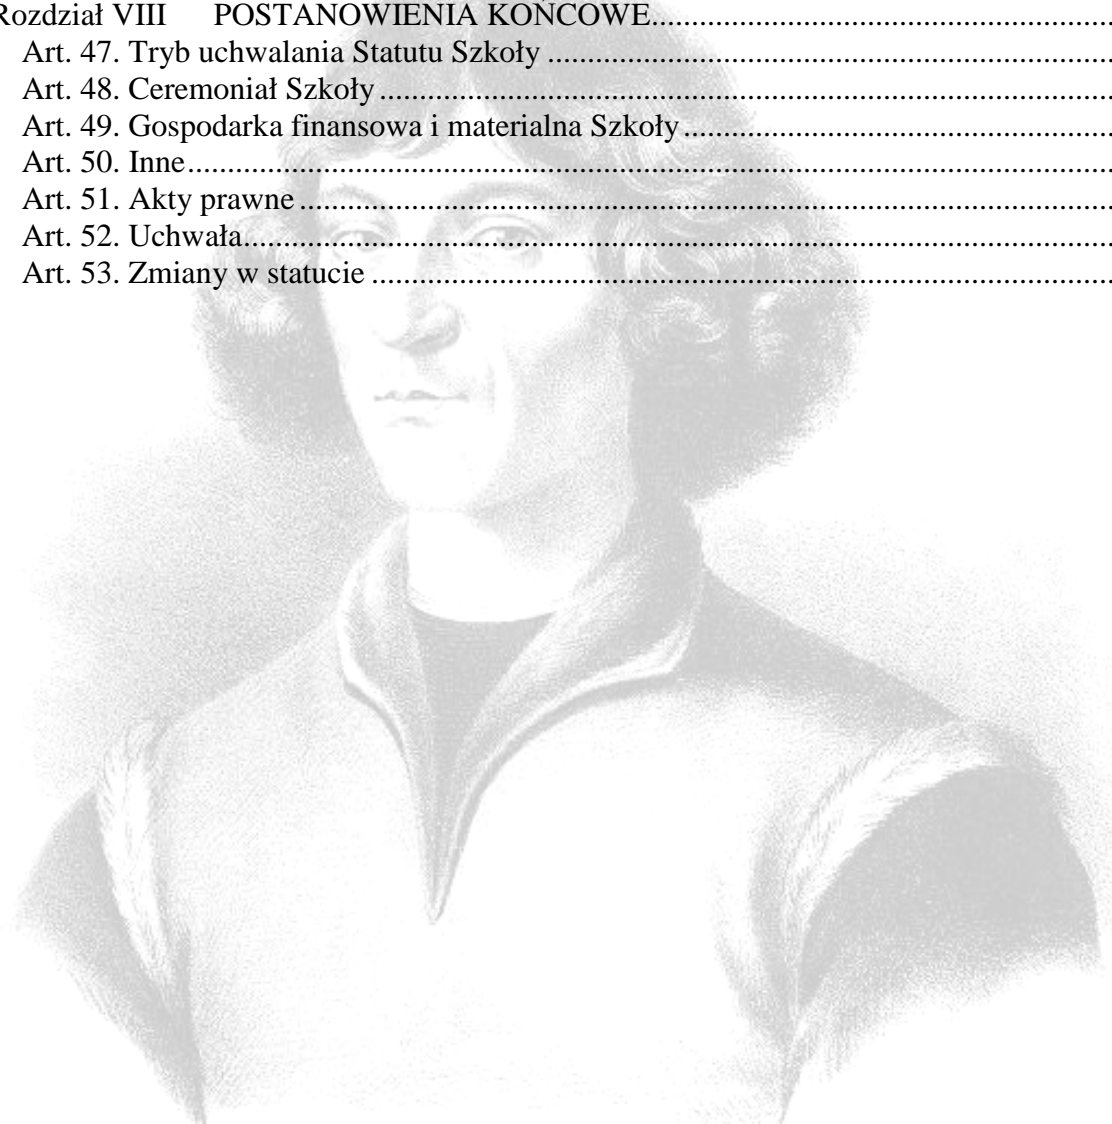 Rozdział VIII POSTANOWIENIA KOŃCOWE..........................................................
Art. 47. Tryb uchwalania Statutu Szkoły ......................................................................
Art. 48. Ceremoniał Szkoły ...........................................................................................
Art. 49. Gospodarka finansowa i materialna Szkoły .....................................................
Art. 50. Inne...................................................................................................................
Art. 51. Akty prawne .....................................................................................................
Art. 52. Uchwała............................................................................................................
Art. 53. Zmiany w statucie ............................................................................................